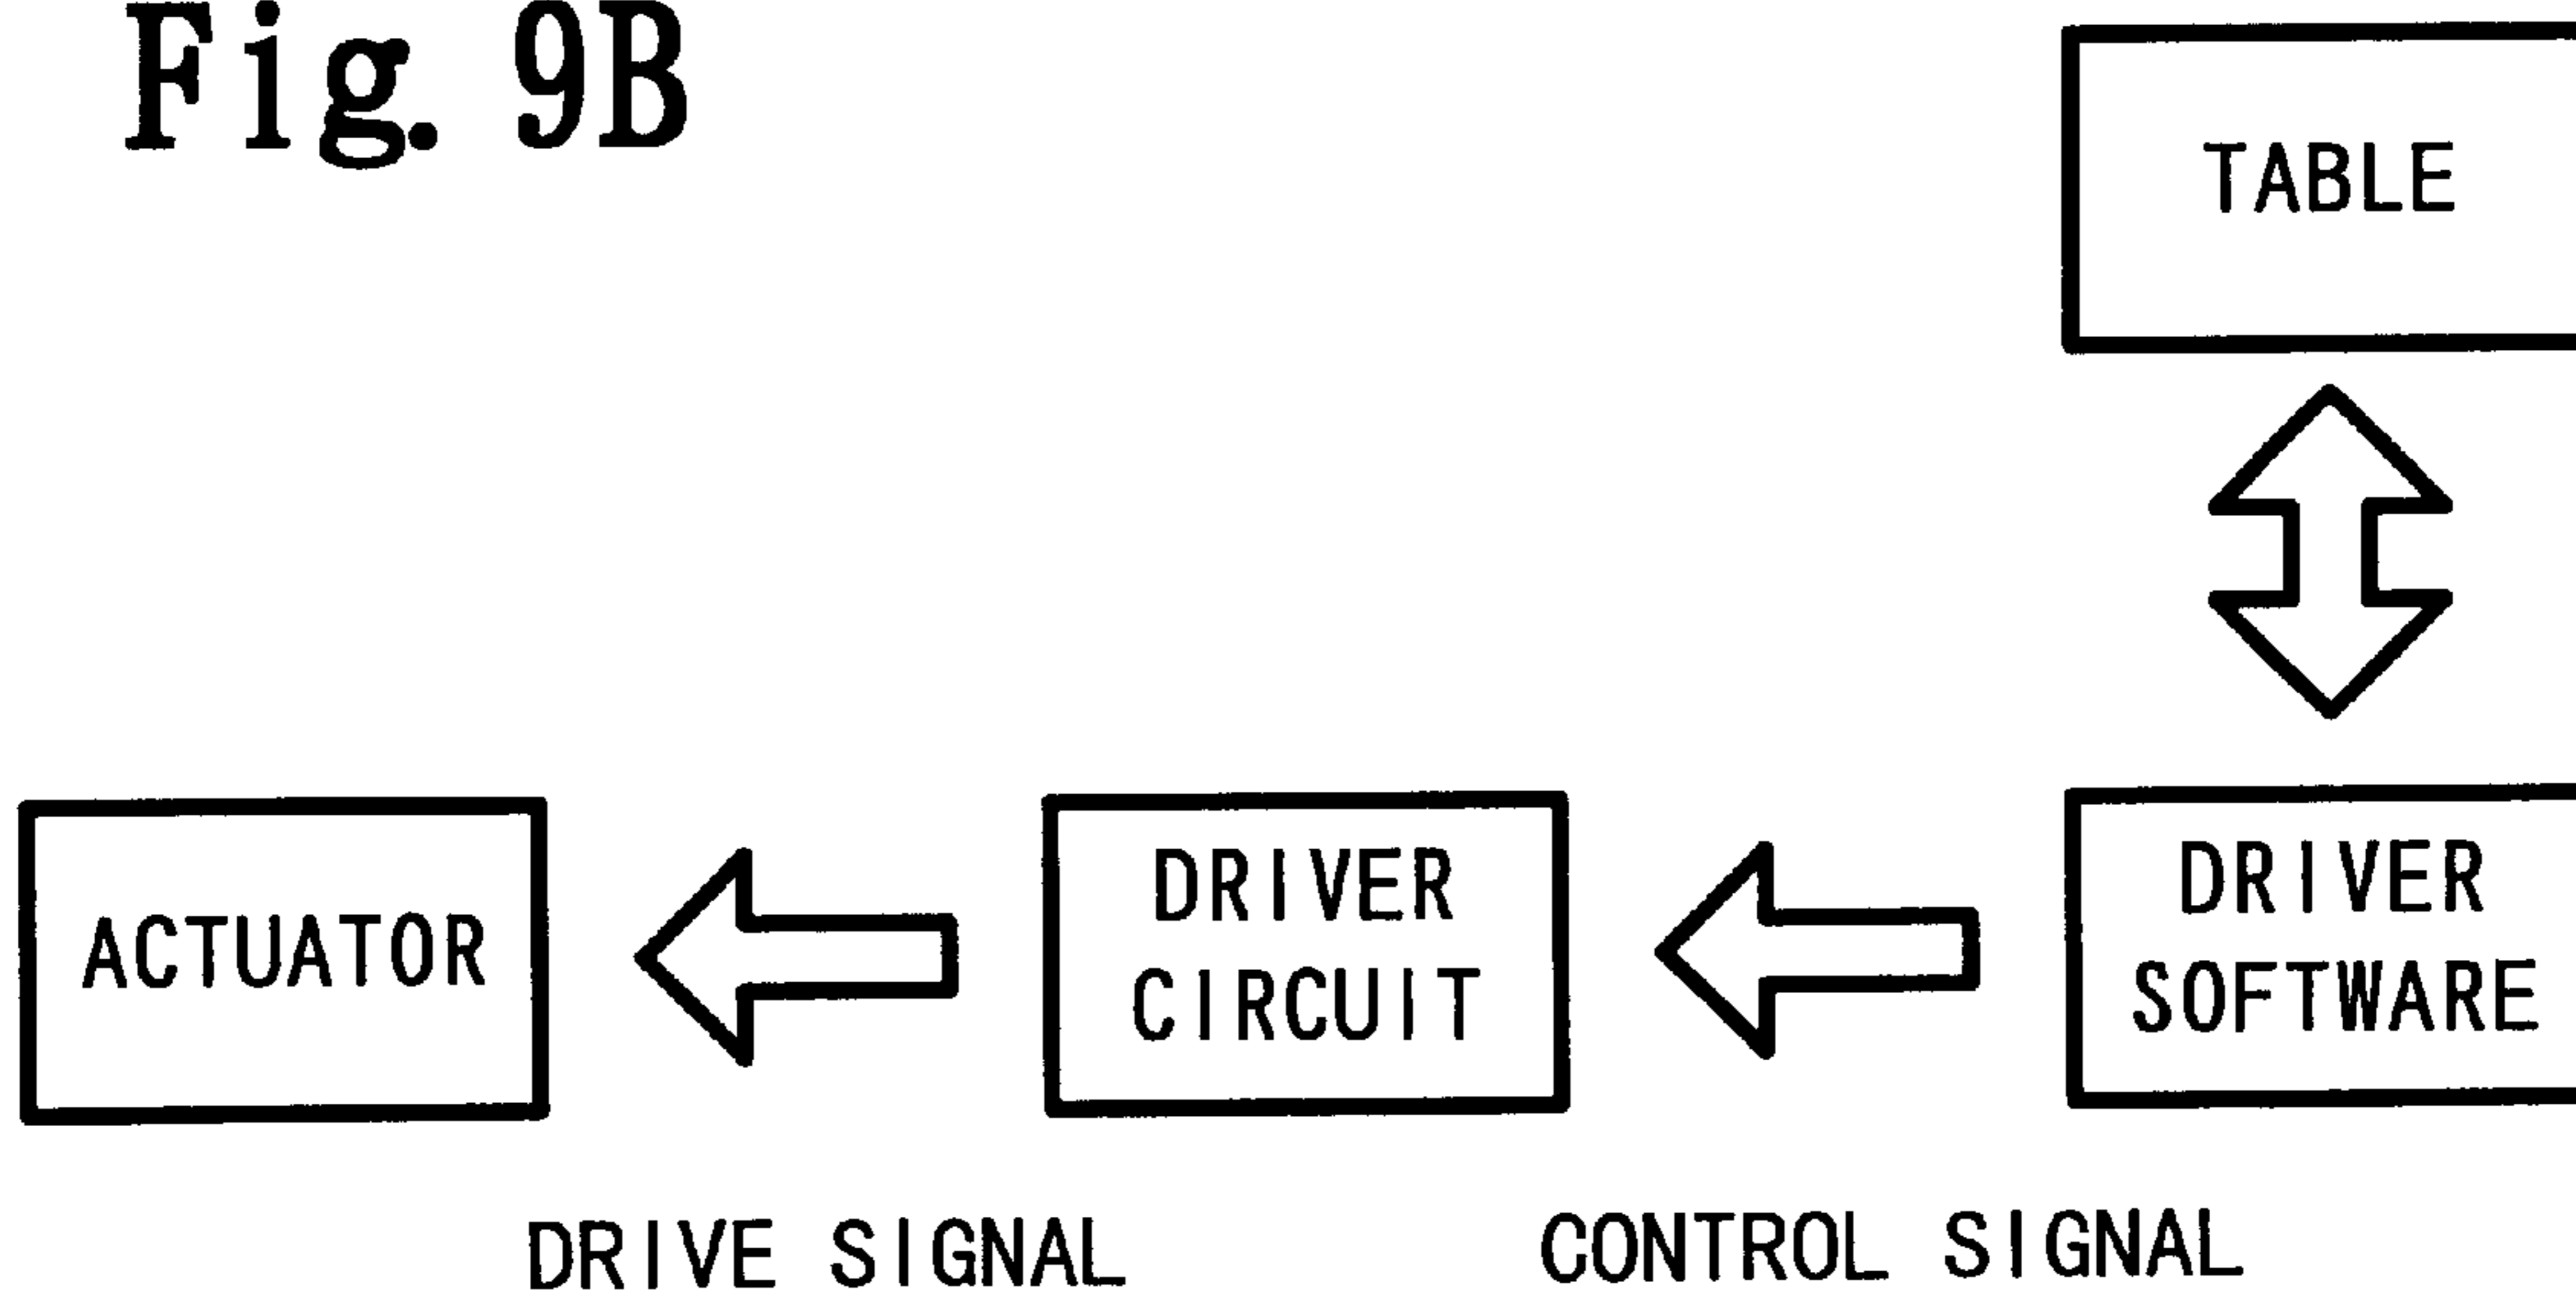 Fig. 9B
TABLE
ACTUATOR
DRIVER
CIRCUIT
DRIVER
SOFTWARE
DRIVE SIGNAL
CONTROL SIGNAL